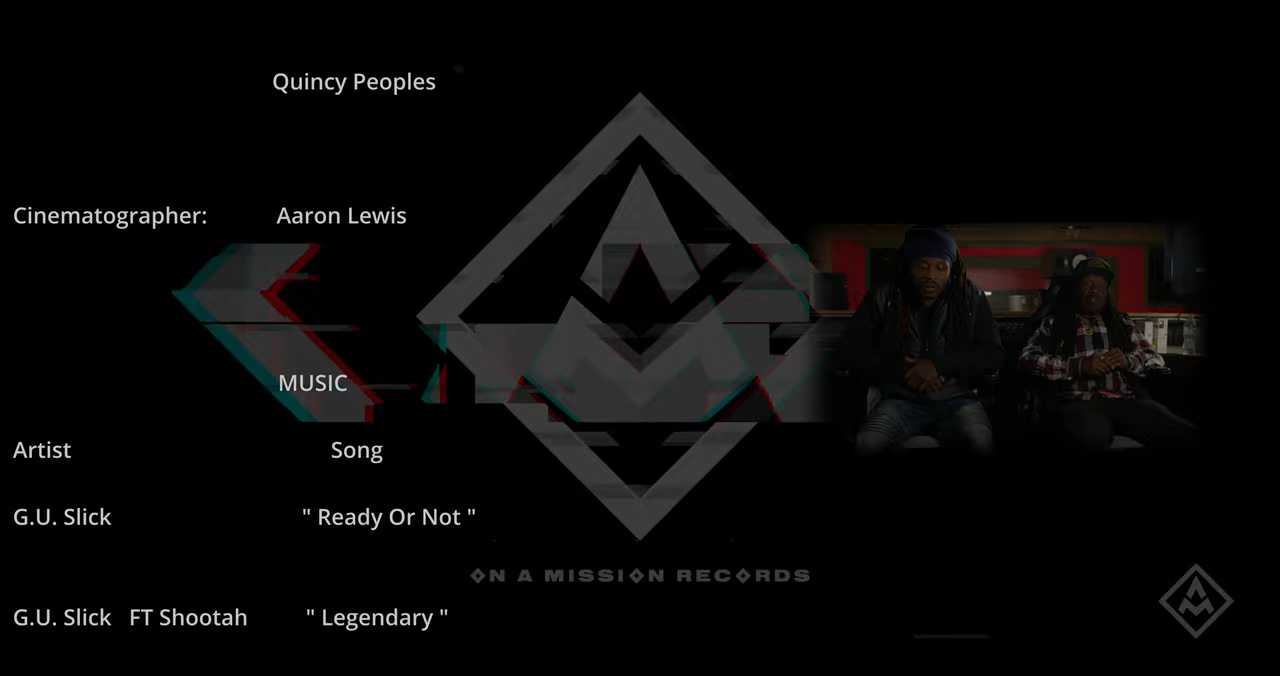 Quincy Peoples
Cinematographer: Aaron Lewis
MUSIC
Artist Song
G.U. Slick " Ready Or Not "
ON A MISSION RECORDS
G.U. Slick FT Shootah " Legendary "